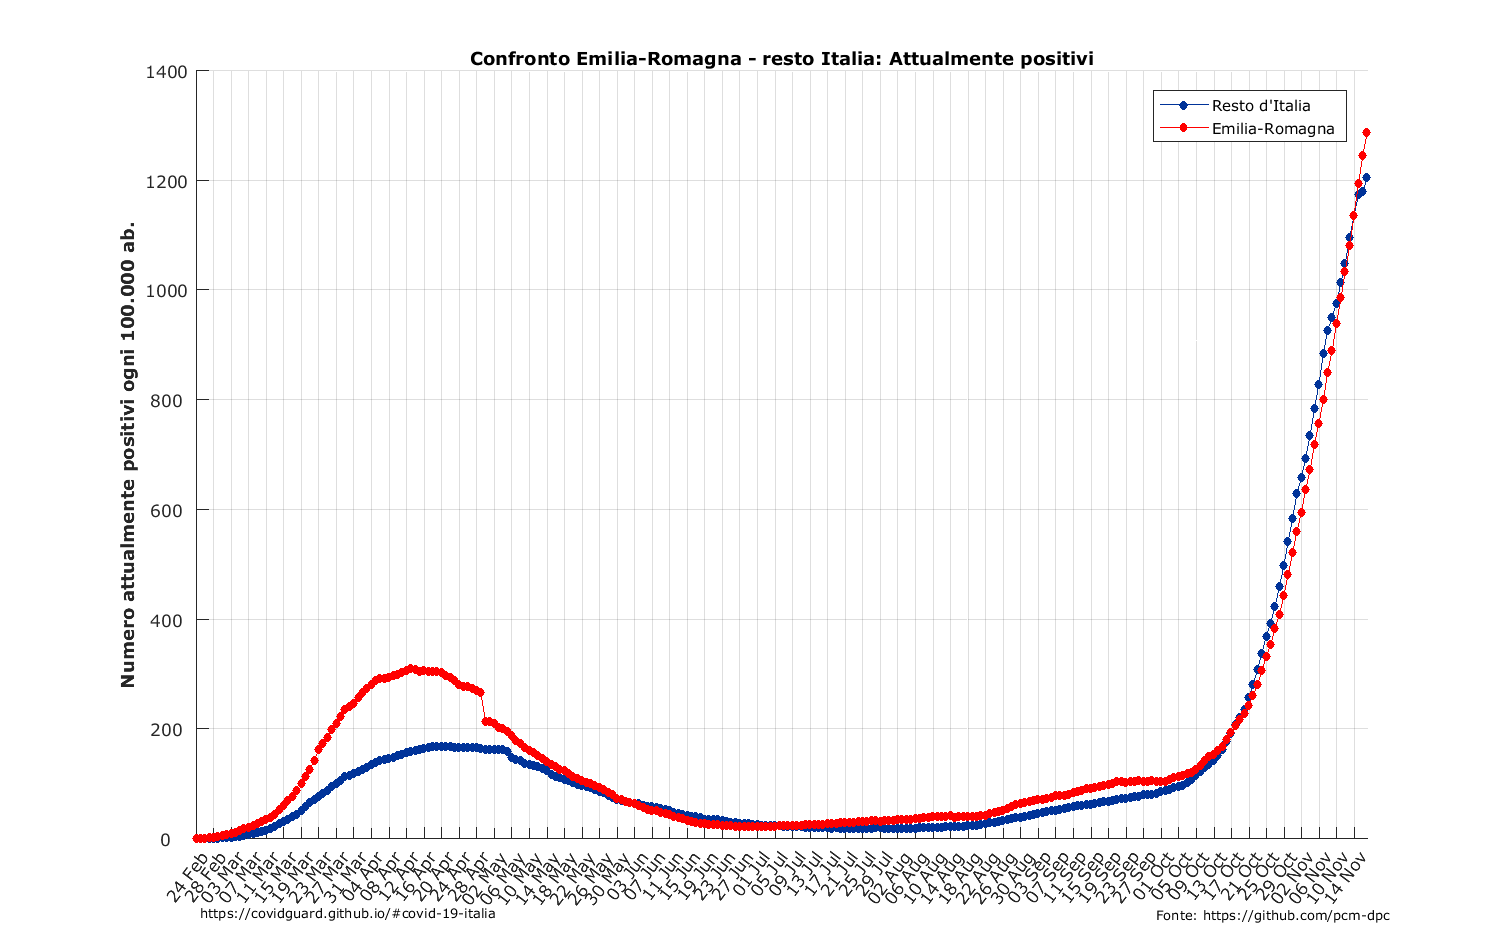 Confronto Emilia-Romagna - resto Italia: Attualmente positivi
Resto d'Italia
Emilia-Romagna
Numero attualmente positivi ogni 100.000 ab.
1400
1200
1000
800
600
400
200
0
24 Feb
28 Feb
03 Mar
07 Mar
11 Mar
15 Mar
19 Mar
23 Mar
27 Mar
31 Mar
04 Apr
08 Apr
12 Apr
16 Apr
20 Apr
24 Apr
28 Apr
02 May
06 May
10 May
14 May
18 May
22 May
26 May
30 May
03 Jun
07 Jun
11 Jun
15 Jun
19 Jun
23 Jun
27 Jun
01 Jul
05 Jul
09 Jul
13 Jul
17 Jul
21 Jul
25 Jul
29 Jul
02 Aug
06 Aug
10 Aug
14 Aug
18 Aug
22 Aug
26 Aug
30 Aug
03 Sep
07 Sep
11 Sep
15 Sep
19 Sep
23 Sep
27 Sep
01 Oct
05 Oct
09 Oct
13 Oct
17 Oct
21 Oct
25 Oct
29 Oct
02 Nov
06 Nov
10 Nov
14 Nov
https://covidguard.github.io/#covid-19-italia
Fonte: https://github.com/pcm-dpc